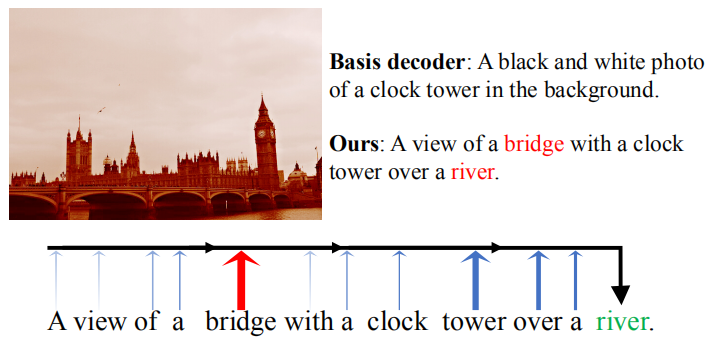 Basis decoder: A black and white photo
of a clock tower in the background.
Ours: A view of a bridge with a clock
tower over a river.
A view of a bridge with a clock tower over a river.